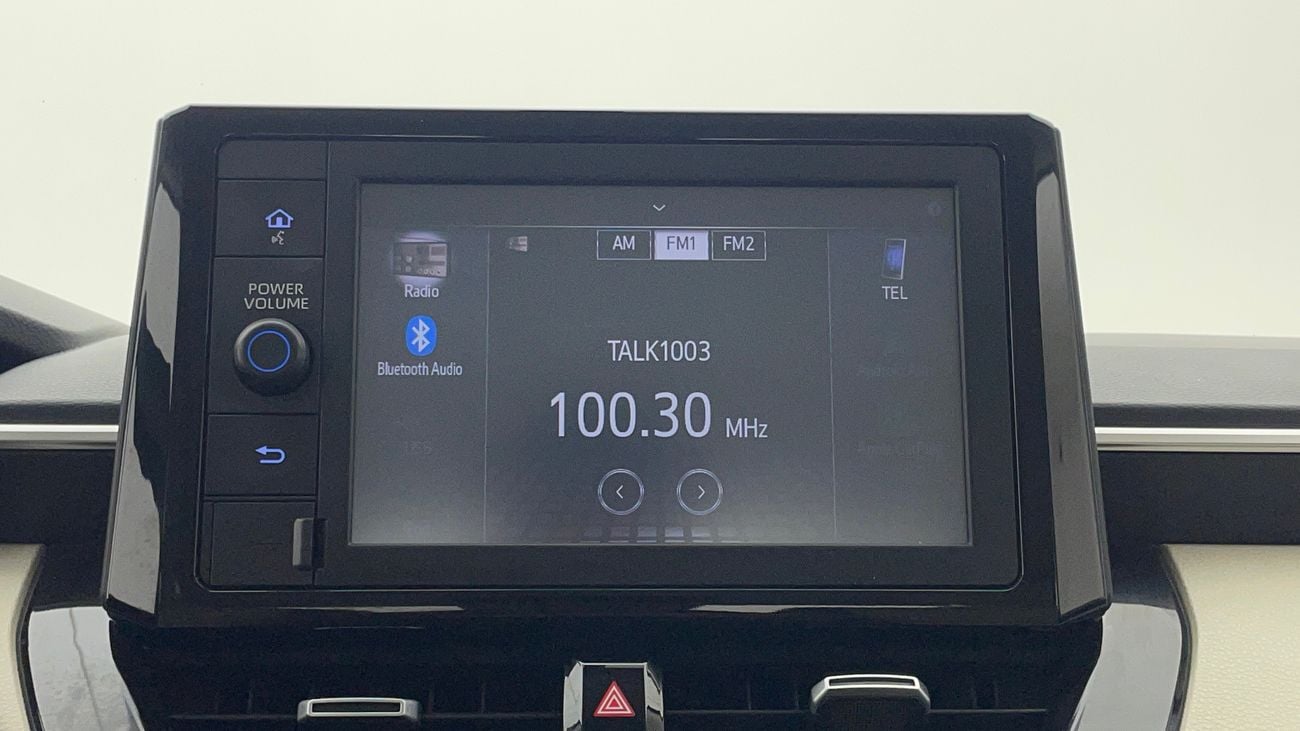 POWER
VOLUME
Radio
Bluetooth Audio
AM FM1 FM2
TALK1003
100.30 MHz
TEL